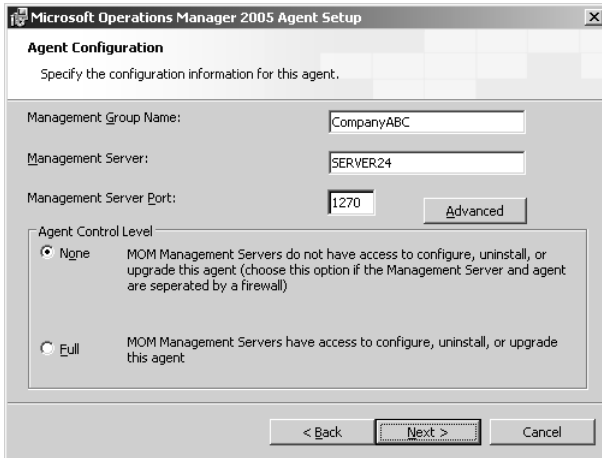 Microsoft Operations Manager 2005 Agent Setup
Agent Configuration
Specify the configuration information for this agent.
Management Group Name:
CompanyABC
Management Server:
SERVER24
Management Server Port:
1270
Advanced
Agent Control Level
None
MOM Management Servers do not have access to configure, uninstall, or
upgrade this agent (choose this option if the Management Server and agent
are seperated by a firewall)
Full
MOM Management Servers have access to configure, uninstall, or upgrade
this agent
< Back
Next >
Cancel